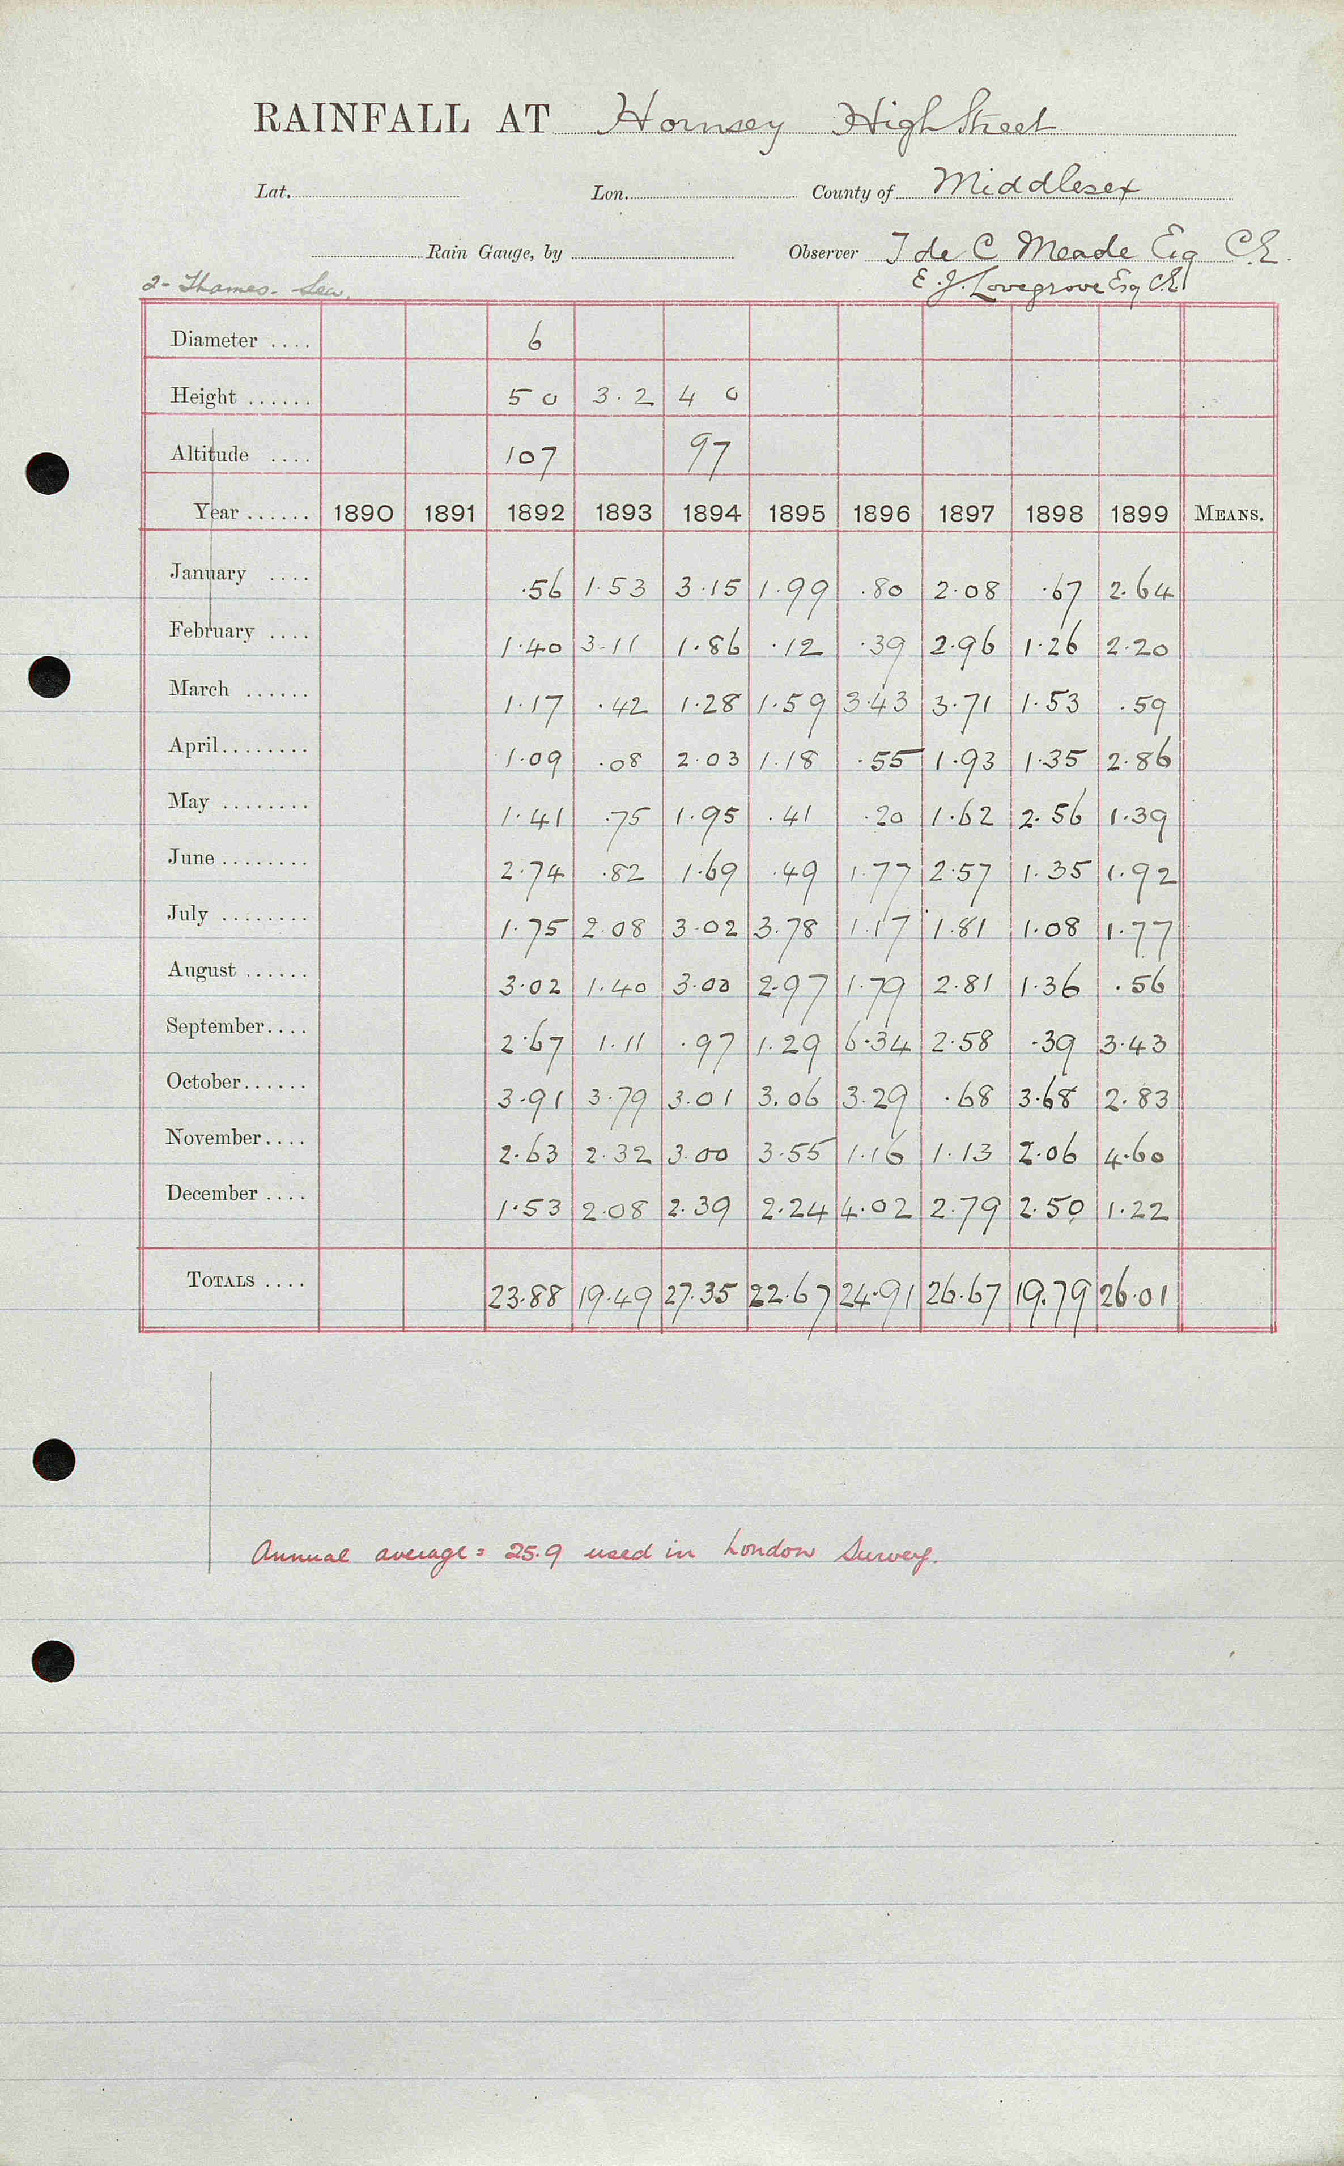 RAINFALL AT Hornsey High Street
Lat. Lon. County of Middlesex
Rain Gauge, by Observer T de C Meade Esq C.E.
2 - Thames - Lea. E. J. Lovegrove Esq C.E.
Diameter .... 6
Height ...... 5 0 3.2 4 0
Altitude .... 107 97
Year ...... 1890 1891 1892 1893 1894 1895 1896 1897 1898 1899 MEANS.
January .... .56 1.53 3.15 1.99 .80 2.08 .67 2.64
February .... 1.40 3.11 1.86 .12 .39 2.96 1.26 2.20
March ...... 1.17 .42 1.28 1.59 3.43 3.71 1.53 .59
April........ 1.09 .08 2.03 1.18 .55 1.93 1.35 2.86
May ........ 1.41 .75 1.95 .41 .20 1.62 2.56 1.39
June ........ 2.74 .82 1.69 .49 1.77 2.57 1.35 1.92
July ........ 1.75 2.08 3.02 3.78 1.17 1.81 1.08 1.77
August ...... 3.02 1.40 3.00 2.97 1.79 2.81 1.36 .56
September.... 2.67 1.11 .97 1.29 6.34 2.58 .39 3.43
October...... 3.91 3.79 3.01 3.06 3.29 .68 3.68 2.83
November.... 2.63 2.32 3.00 3.55 1.16 1.13 2.06 4.60
December .... 1.53 2.08 2.39 2.24 4.02 2.79 2.50 1.22
TOTALS .... 23.88 19.49 27.35 22.67 24.91 26.67 19.79 26.01
Annual average = 25.9 used in London Survey.